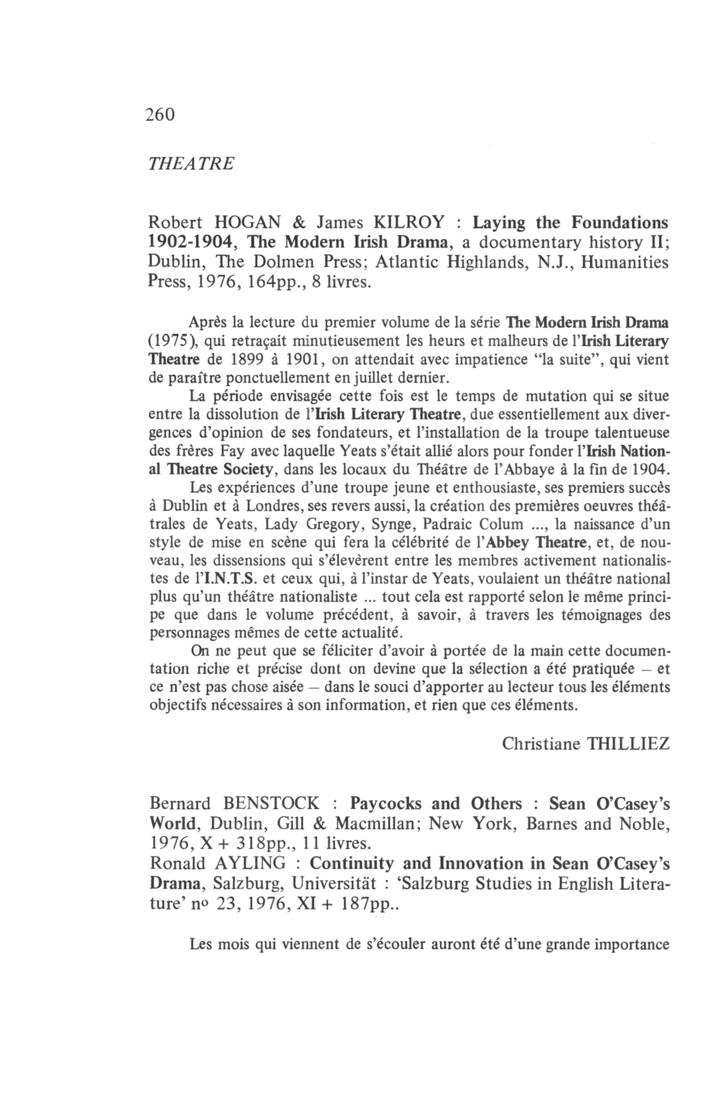 260
THEATRE
Robert HOGAN & James KILROY : Laying the Foundations
1902-1904, The Modern Irish Drama, a documentary history II;
Dublin, The Dolmen Press; Atlantic Highlands, N.J., Humanities
Press, 1976, 164pp., 8 livres.
Après la lecture du premier volume de la série The Modern Irish Drama
(1975), qui retraçait minutieusement les heurs et malheurs de l'Irish Literary
Theatre de 1899 à 1901, on attendait avec impatience “la suite”, qui vient
de paraître ponctuellement en juillet dernier.
La période envisagée cette fois est le temps de mutation qui se situe
entre la dissolution de l'Irish Literary Theatre, due essentiellement aux diver-
gences d'opinion de ses fondateurs, et l'installation de la troupe talentueuse
des frères Fay avec laquelle Yeats s'était allié alors pour fonder l'Irish Nation-
al Theatre Society, dans les locaux du Théâtre de l'Abbaye à la fin de 1904.
Les expériences d'une troupe jeune et enthousiaste, ses premiers succès
à Dublin et à Londres, ses revers aussi, la création des premières oeuvres théâ-
trales de Yeats, Lady Gregory, Synge, Padraic Colum ..., la naissance d'un
style de mise en scène qui fera la célébrité de l'Abbey Theatre, et, de nou-
veau, les dissensions qui s'élevèrent entre les membres activement nationalis-
tes de l'I.N.T.S. et ceux qui, à l'instar de Yeats, voulaient un théâtre national
plus qu'un théâtre nationaliste ... tout cela est rapporté selon le même princi-
pe que dans le volume précédent, à savoir, à travers les témoignages des
personnages mêmes de cette actualité.
On ne peut que se féliciter d'avoir à portée de la main cette documen-
tation riche et précise dont on devine que la sélection a été pratiquée — et
ce n'est pas chose aisée — dans le souci d'apporter au lecteur tous les éléments
objectifs nécessaires à son information, et rien que ces éléments.
Christiane THILLIEZ
Bernard BENSTOCK : Paycocks and Others : Sean O'Casey's
World, Dublin, Gill & Macmillan; New York, Barnes and Noble,
1976, X + 318pp., 11 livres.
Ronald AYLING : Continuity and Innovation in Sean O'Casey's
Drama, Salzburg, Universität : ‘Salzburg Studies in English Litera-
ture’ no 23, 1976, XI + 187pp..
Les mois qui viennent de s'écouler auront été d'une grande importance